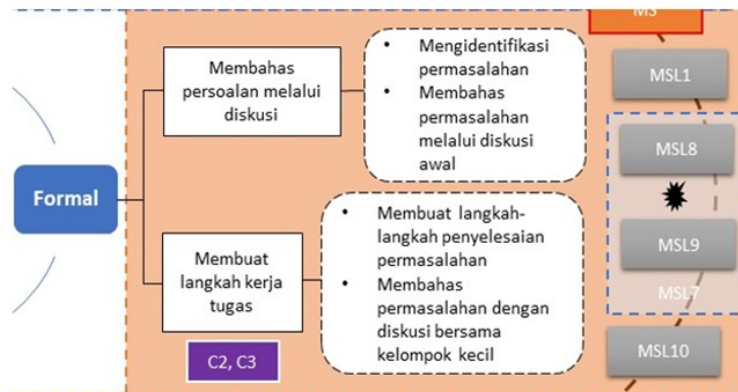 MS
Membahas
persoalan melalui
diskusi
• Mengidentifikasi
permasalahan
• Membahas
permasalahan
melalui diskusi
awal
MSL1
MSL8
Formal
MSL9
MSL7
Membuat
langkah kerja
tugas
• Membuat langkah-
langkah penyelesaian
permasalahan
• Membahas
permasalahan dengan
diskusi bersama
kelompok kecil
C2, C3
MSL10